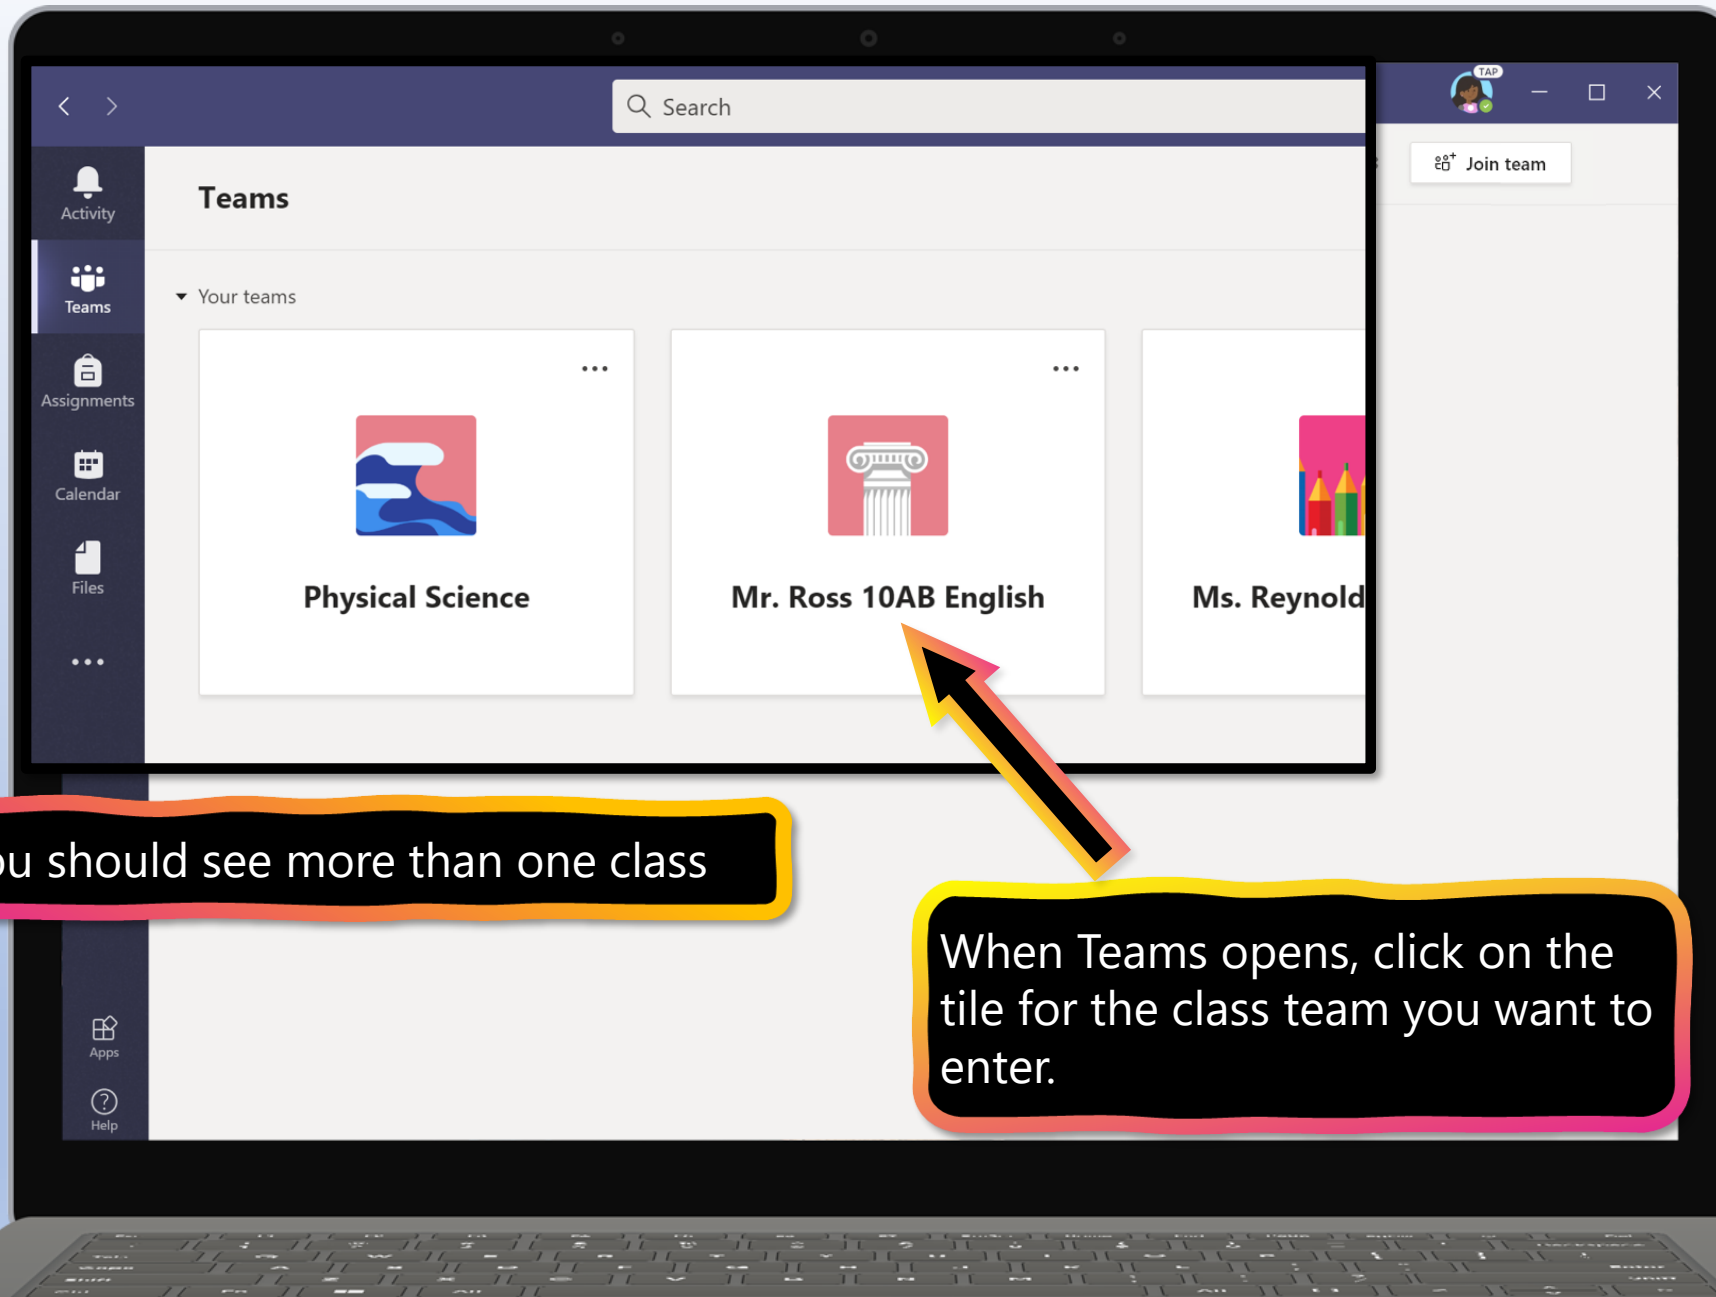 Search
TAP
Join team
Activity
Teams
Teams
Your teams
Assignments
Calendar
Files
Physical Science
Mr. Ross 10AB English
Ms. Reynold
should see more than one class
When Teams opens, click on the
tile for the class team you want to
enter.
Apps
Help